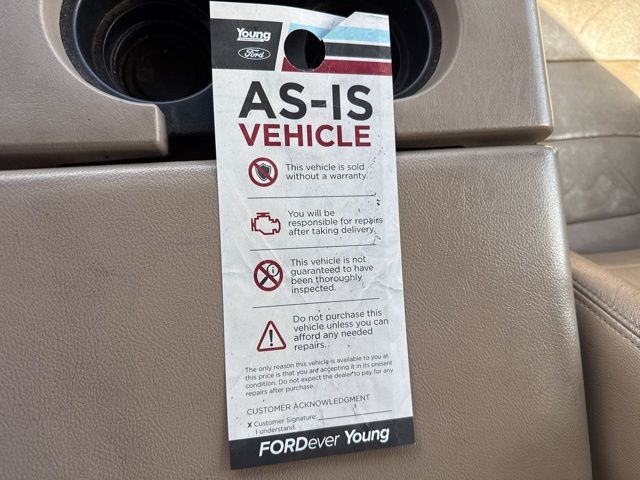 Young
Ford
AS-IS
VEHICLE
This vehicle is sold
without a warranty.
You will be
responsible for repairs
after taking delivery.
This vehicle is not
guaranteed to have
been thoroughly
inspected.
Do not purchase this
vehicle unless you can
afford any needed
repairs.
The only reason this vehicle is available to you at
this price is that you are accepting it in its present
condition. Do not expect the dealer to pay for any
repairs after purchase.
CUSTOMER ACKNOWLEDGMENT
X Customer Signature:
I understand.
FORDever Young